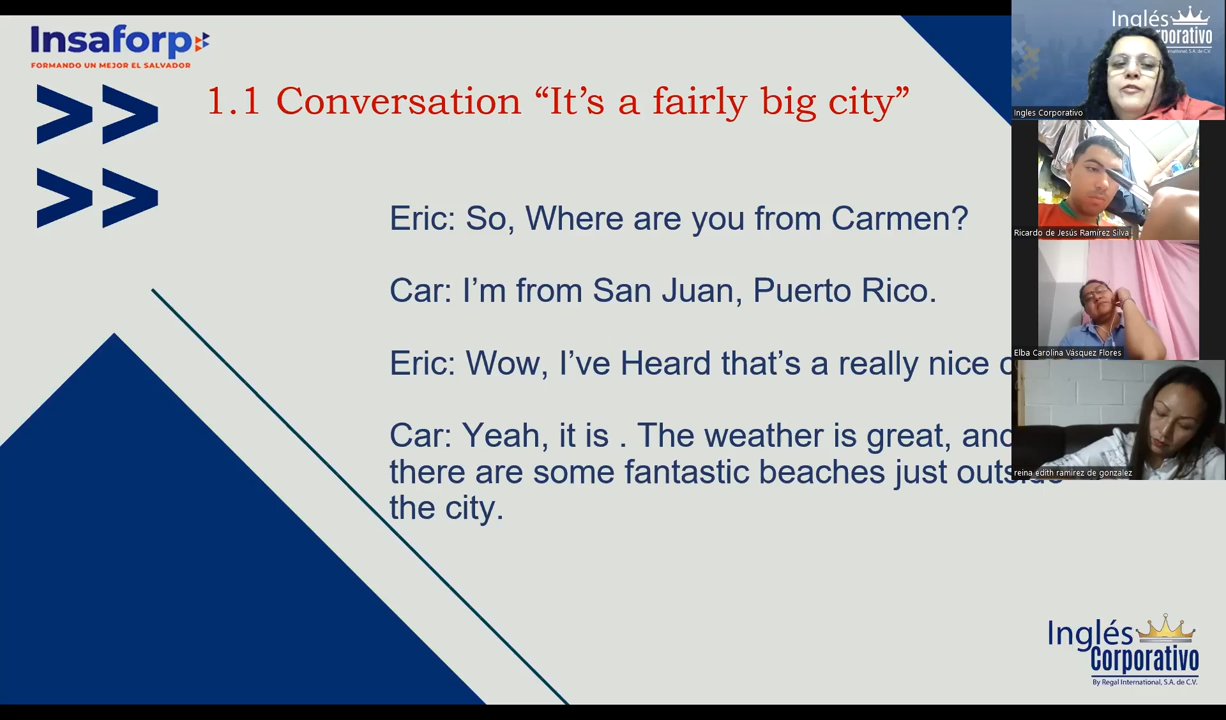 Insaforp
FORMANDO UN MEJOR EL SALVADOR
1.1 Conversation “It’s a fairly big city”
Eric: So, Where are you from Carmen?
Car: I’m from San Juan, Puerto Rico.
Eric: Wow, I’ve Heard that’s a really nice
Car: Yeah, it is . The weather is great, and
there are some fantastic beaches just outside
the city.
Inglés
Corporativo
By Regal International, S.A. de C.V.
Inglés
Ingles Corporativo
Ricardo de Jesús Ramírez Silva
Elba Carolina Vásquez Flores
reina edith ramirez de gonzalez